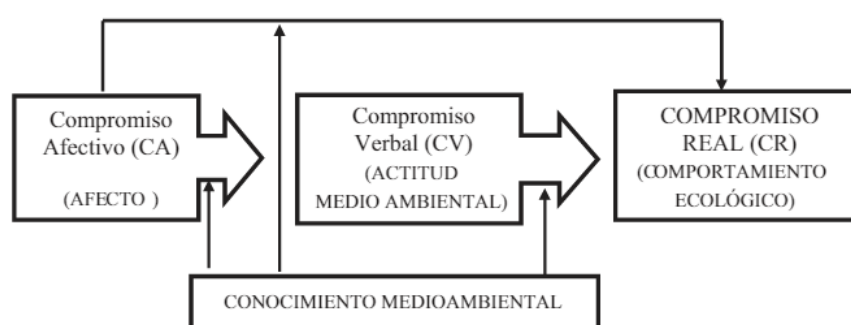 Compromiso
Afectivo (CA)
(AFECTO )
Compromiso
Verbal (CV)
(ACTITUD
MEDIO AMBIENTAL)
COMPROMISO
REAL (CR)
(COMPORTAMIENTO
ECOLÓGICO)
CONOCIMIENTO MEDIOAMBIENTAL